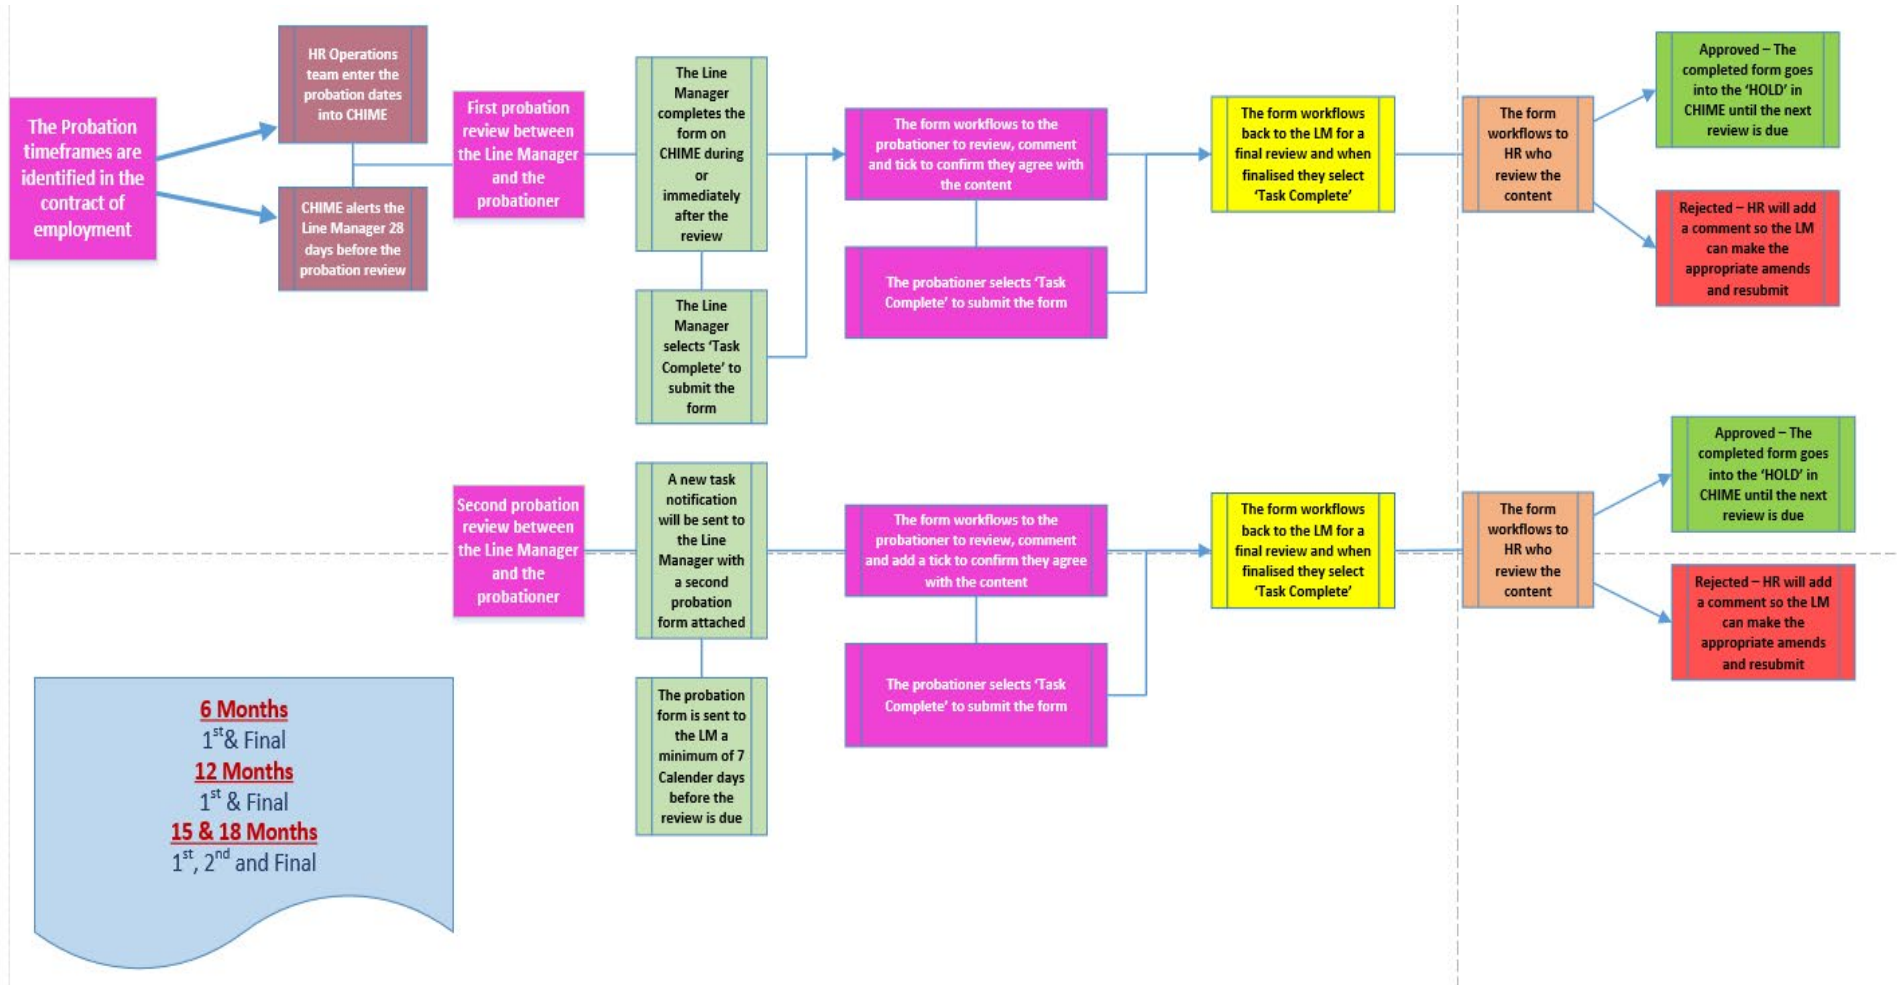 The Probation
timeframes are
identified in the
contract of
employment
HR Operations
team enter the
probation dates
into CHIME
CHIME alerts the
Line Manager 28
days before the
probation review
First probation
review between
the Line Manager
and the
probationer
The Line
Manager
completes the
form on
CHIME during
or
immediately
after the
review
The Line
Manager
selects ‘Task
Complete’ to
submit the
form
The form workflows to the
probationer to review, comment
and tick to confirm they agree with
the content
The probationer selects ‘Task
Complete’ to submit the form
The form workflows
back to the LM for a
final review and when
finalised they select
‘Task Complete’
The form
workflows to
HR who
review the
content
Approved – The
completed form goes
into the ‘HOLD’ in
CHIME until the next
review is due
Rejected – HR will add
a comment so the LM
can make the
appropriate amends
and resubmit
Second probation
review between
the Line Manager
and the
probationer
A new task
notification
will be sent to
the Line
Manager with
a second
probation
form attached
The probation
form is sent to
the LM a
minimum of 7
Calender days
before the
review is due
The form workflows to the
probationer to review, comment
and add a tick to confirm they agree
with the content
The probationer selects ‘Task
Complete’ to submit the form
The form workflows
back to the LM for a
final review and when
finalised they select
‘Task Complete’
The form
workflows to
HR who
review the
content
Approved – The
completed form goes
into the ‘HOLD’ in
CHIME until the next
review is due
Rejected – HR will add
a comment so the LM
can make the
appropriate amends
and resubmit
6 Months
1st& Final
12 Months
1st & Final
15 & 18 Months
1st, 2nd and Final